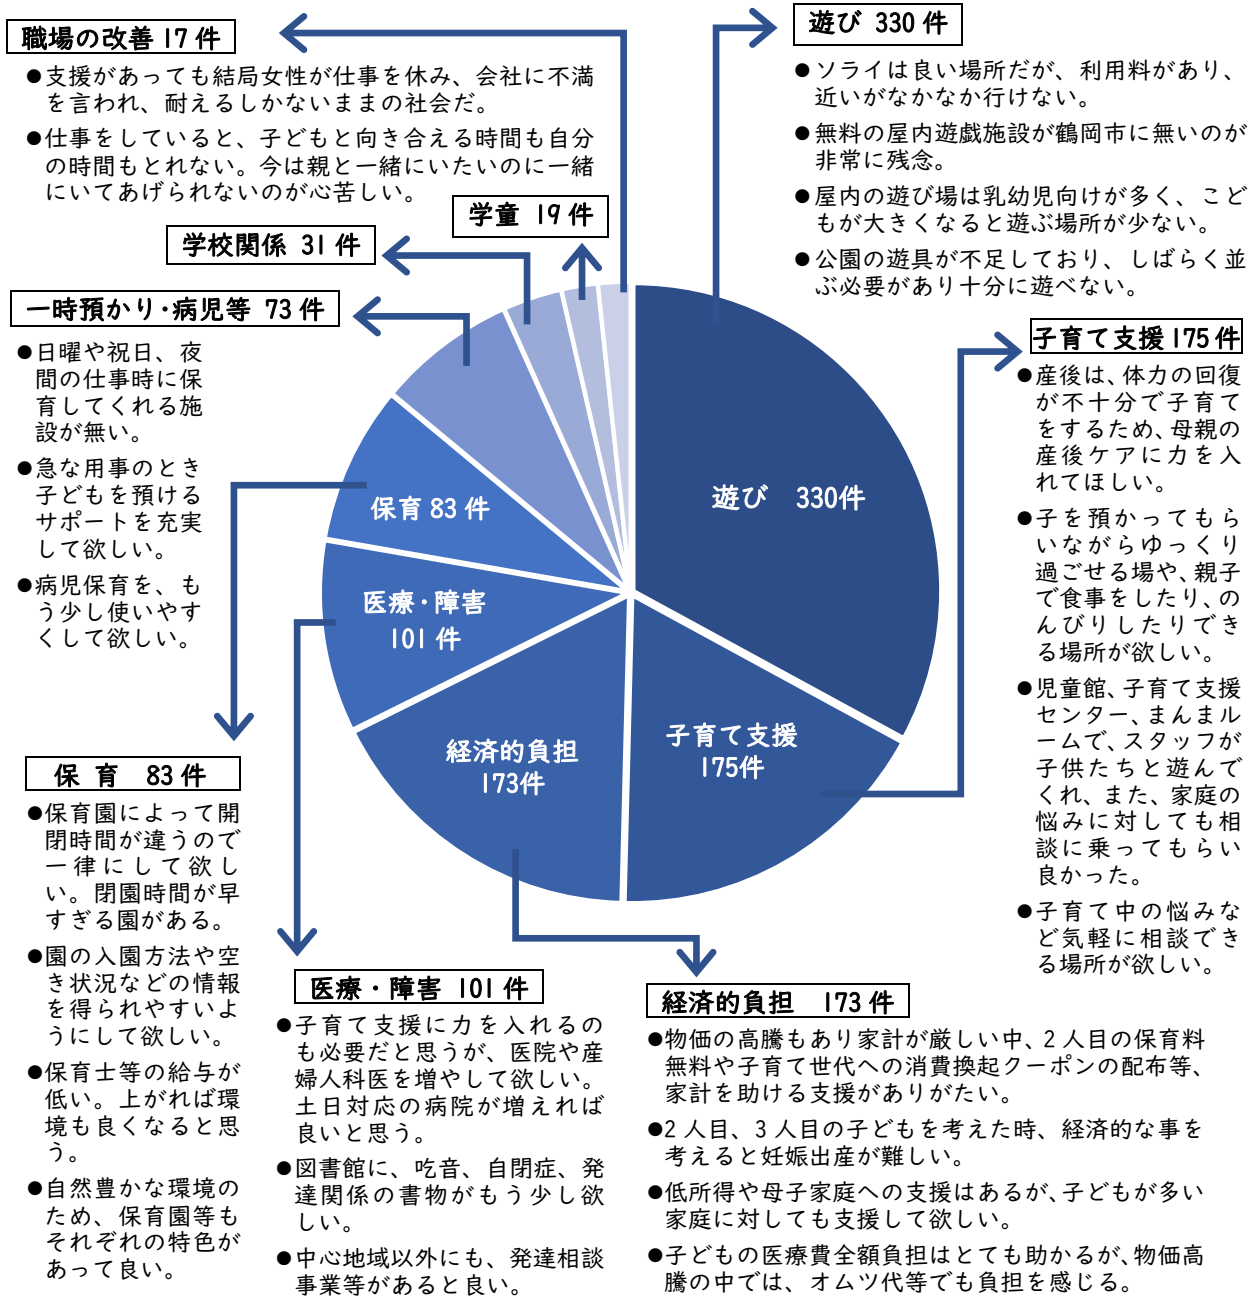 職場の改善 17 件
●支援があっても結局女性が仕事を休み、会社に不満
を言われ、耐えるしかないままの社会だ。
●仕事をしていると、子どもと向き合える時間も自分
の時間もとれない。今は親と一緒にいたいのに一緒
にいてあげられないのが心苦しい。
学童 19 件
学校関係 31 件
一時預かり・病児等 73 件
●日曜や祝日、夜
間の仕事時に保
育してくれる施
設が無い。
●急な用事のとき
子どもを預ける
サポートを充実
して欲しい。
●病児保育を、も
う少し使いやす
くして欲しい。
遊び 330 件
●ソライは良い場所だが、利用料があり、
近いがなかなか行けない。
●無料の屋内遊戯施設が鶴岡市に無いのが
非常に残念。
●屋内の遊び場は乳幼児向けが多く、こど
もが大きくなると遊ぶ場所が少ない。
●公園の遊具が不足しており、しばらく並
ぶ必要があり十分に遊べない。
子育て支援 175 件
●産後は、体力の回復
が不十分で子育て
をするため、母親の
産後ケアに力を入
れてほしい。
●子を預かってもら
いながらゆっくり
過ごせる場や、親子
で食事をしたり、の
んびりしたりでき
る場所が欲しい。
●児童館、子育て支援
センター、まんまル
ームで、スタッフが
子供たちと遊んで
くれ、また、家庭の
悩みに対しても相
談に乗ってもらい
良かった。
●子育て中の悩みな
ど気軽に相談でき
る場所が欲しい。
遊び 330件
保育 83 件
医療・障害
101 件
経済的負担
173件
子育て支援
175件
保 育 83 件
●保育園によって開
閉時間が違うので
一律にして欲し
い。閉園時間が早
すぎる園がある。
●園の入園方法や空
き状況などの情報
を得られやすいよ
うにして欲しい。
●保育士等の給与が
低い。上がれば環
境も良くなると思
う。
●自然豊かな環境の
ため、保育園等も
それぞれの特色が
あって良い。
医療・障害 101 件
●子育て支援に力を入れるの
も必要だと思うが、医院や産
婦人科医を増やして欲しい。
土日対応の病院が増えれば
良いと思う。
●図書館に、吃音、自閉症、発
達関係の書物がもう少し欲
しい。
●中心地域以外にも、発達相談
事業等があると良い。
経済的負担 173 件
●物価の高騰もあり家計が厳しい中、2 人目の保育料
無料や子育て世代への消費換起クーポンの配布等、
家計を助ける支援がありがたい。
●2 人目、3 人目の子どもを考えた時、経済的な事を
考えると妊娠出産が難しい。
●低所得や母子家庭への支援はあるが、子どもが多い
家庭に対しても支援して欲しい。
●子どもの医療費全額負担はとても助かるが、物価高
騰の中では、オムツ代等でも負担を感じる。